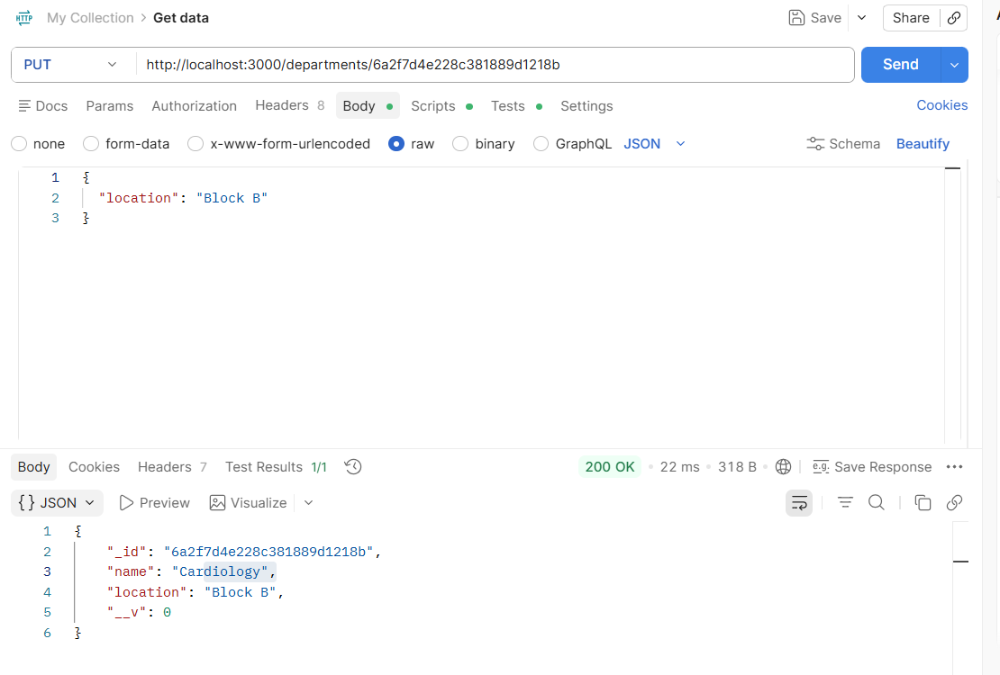 HTTP My Collection > Get data Save Share
PUT http://localhost:3000/departments/6a2f7d4e228c381889d1218b Send
Docs Params Authorization Headers 8 Body Scripts Tests Settings Cookies
none form-data x-www-form-urlencoded raw binary GraphQL JSON Schema Beautify
1 {
2 "location": "Block B"
3 }
Body Cookies Headers 7 Test Results 1/1 200 OK 22 ms 318 B e.g. Save Response
{} JSON Preview Visualize
1 {
2 "_id": "6a2f7d4e228c381889d1218b",
3 "name": "Cardiology",
4 "location": "Block B",
5 "__v": 0
6 }